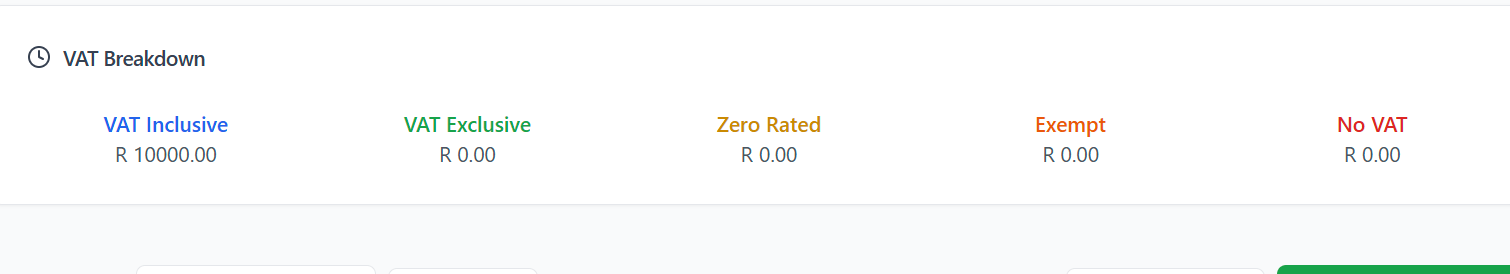 VAT Breakdown
VAT Inclusive VAT Exclusive Zero Rated Exempt No VAT
R 10000.00 R 0.00 R 0.00 R 0.00 R 0.00